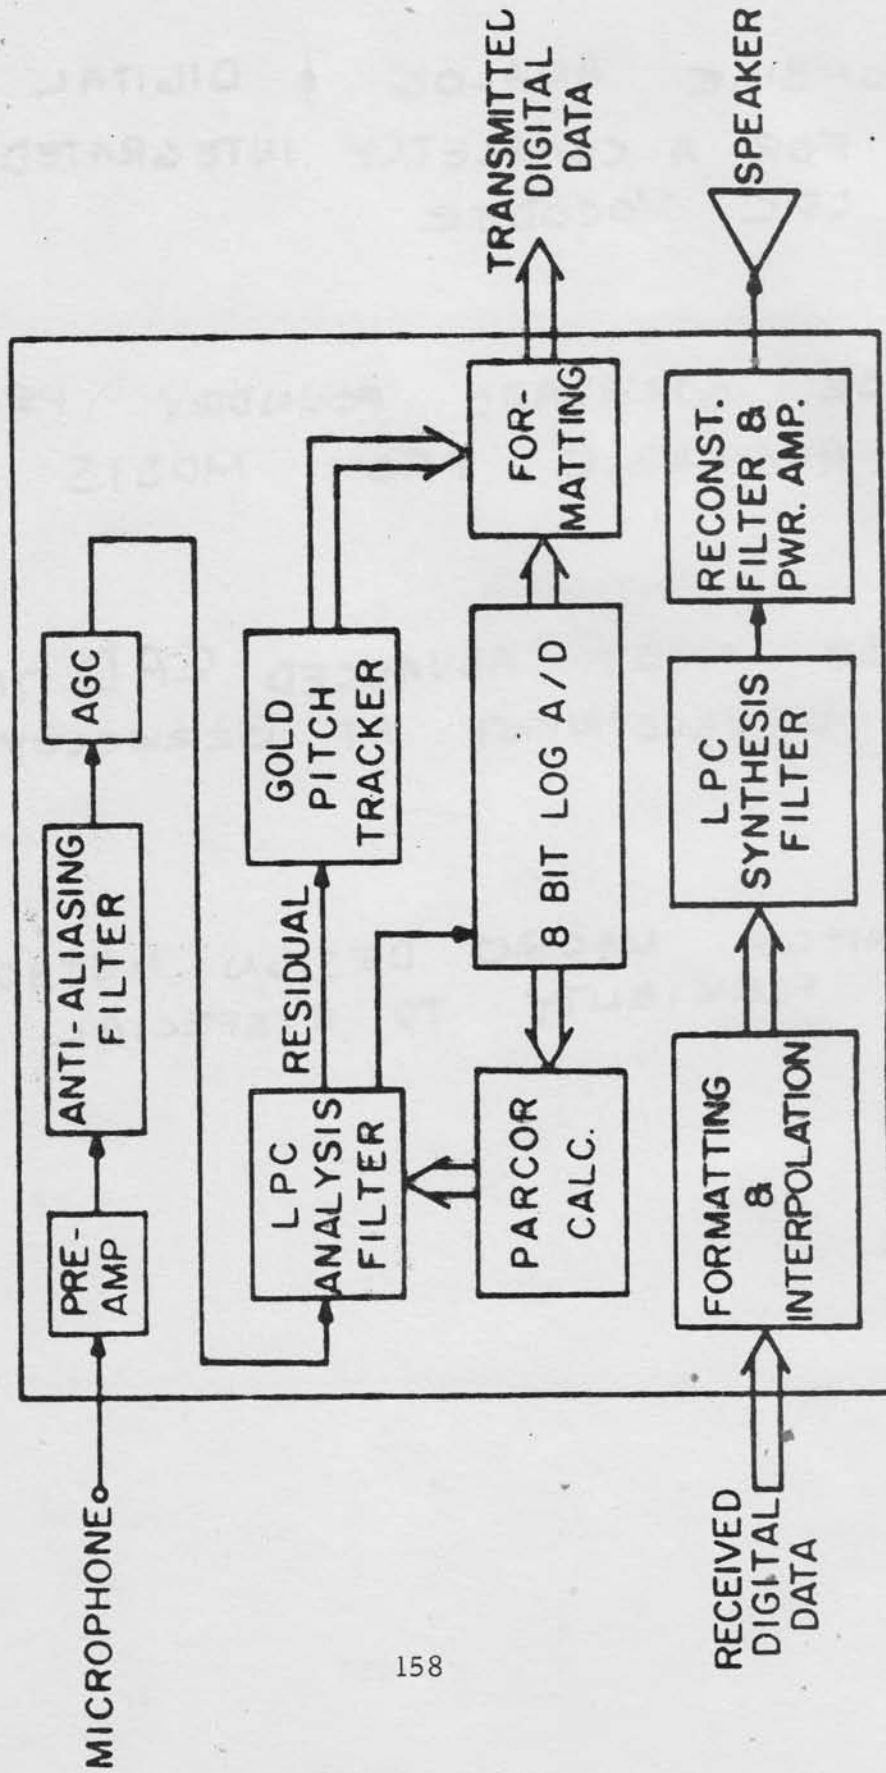 MICROPHONE
PRE-
AMP
ANTI-ALIASING
FILTER
AGC
LPC
ANALYSIS
FILTER
RESIDUAL
GOLD
PITCH
TRACKER
PARCOR
CALC.
8 BIT LOG A/D
FOR-
MATTING
TRANSMITTED
DIGITAL
DATA
RECEIVED
DIGITAL
DATA
FORMATTING
&
INTERPOLATION
LPC
SYNTHESIS
FILTER
RECONST.
FILTER &
PWR. AMP.
SPEAKER
158